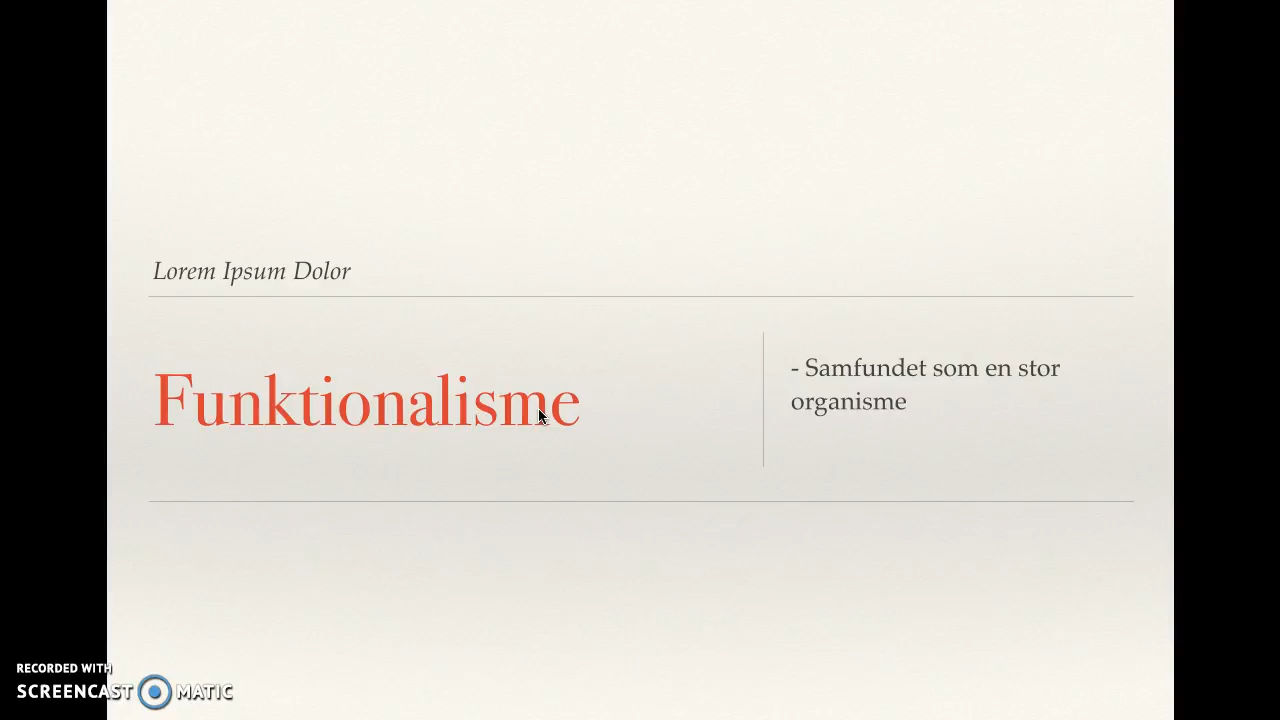 Lorem Ipsum Dolor
Funktionalisme
- Samfundet som en stor
organisme
RECORDED WITH
SCREENCAST MATIC